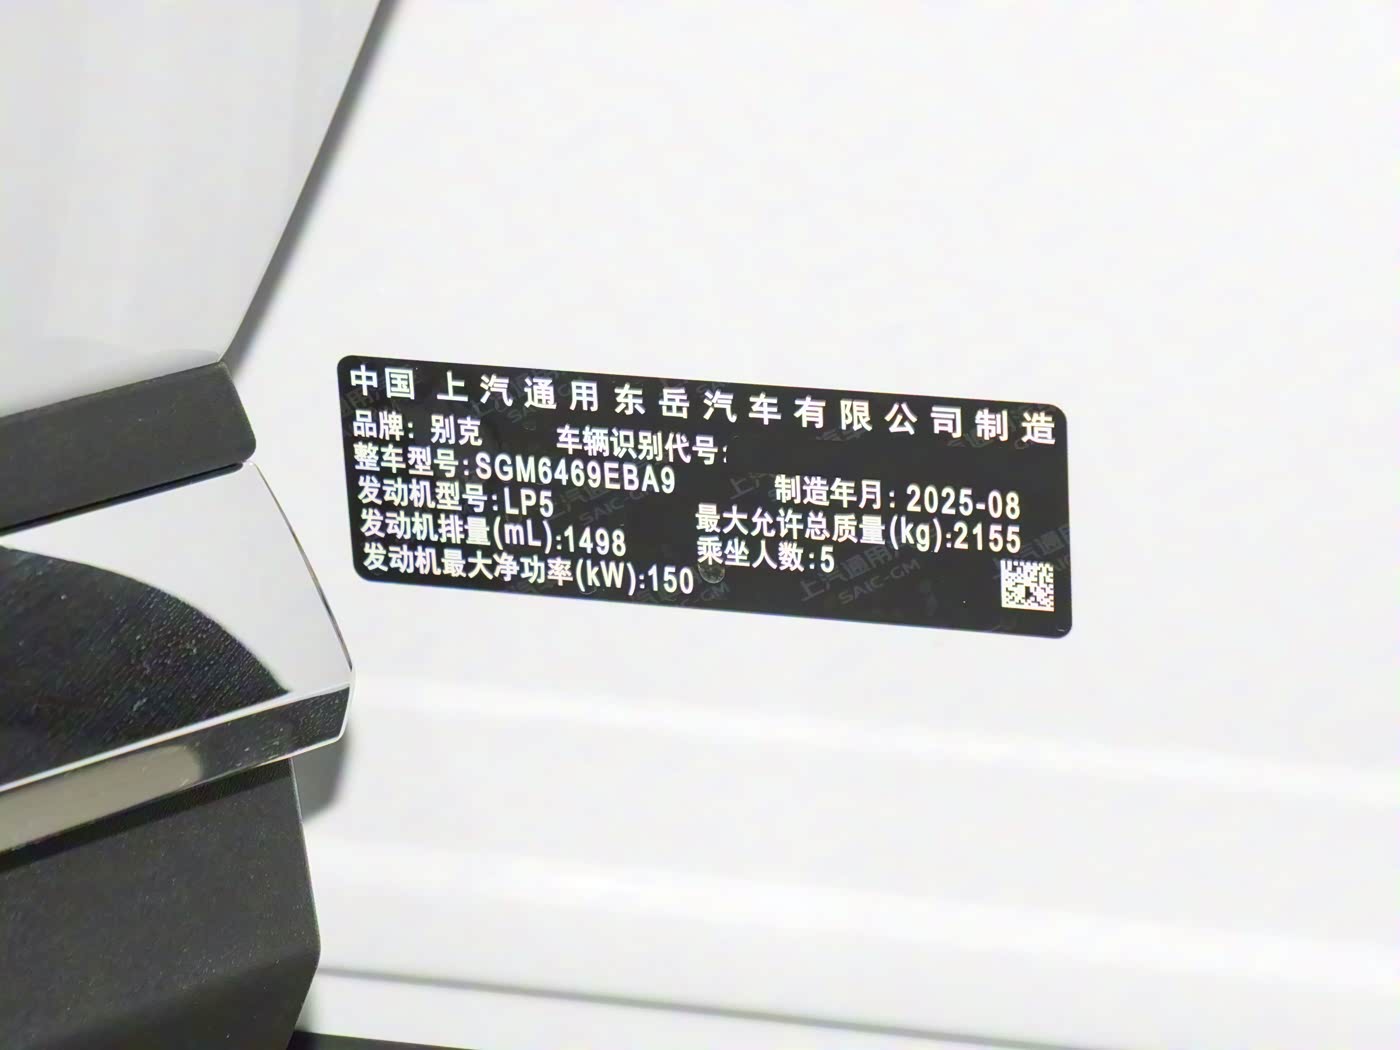 中国 上汽通用东岳汽车有限公司制造
品牌: 别克 车辆识别代号:
整车型号:SGM6469EBA9 制造年月: 2025-08
发动机型号:LP5 最大允许总质量(kg):2155
发动机排量(mL):1498 乘坐人数:5
发动机最大净功率(kW):150